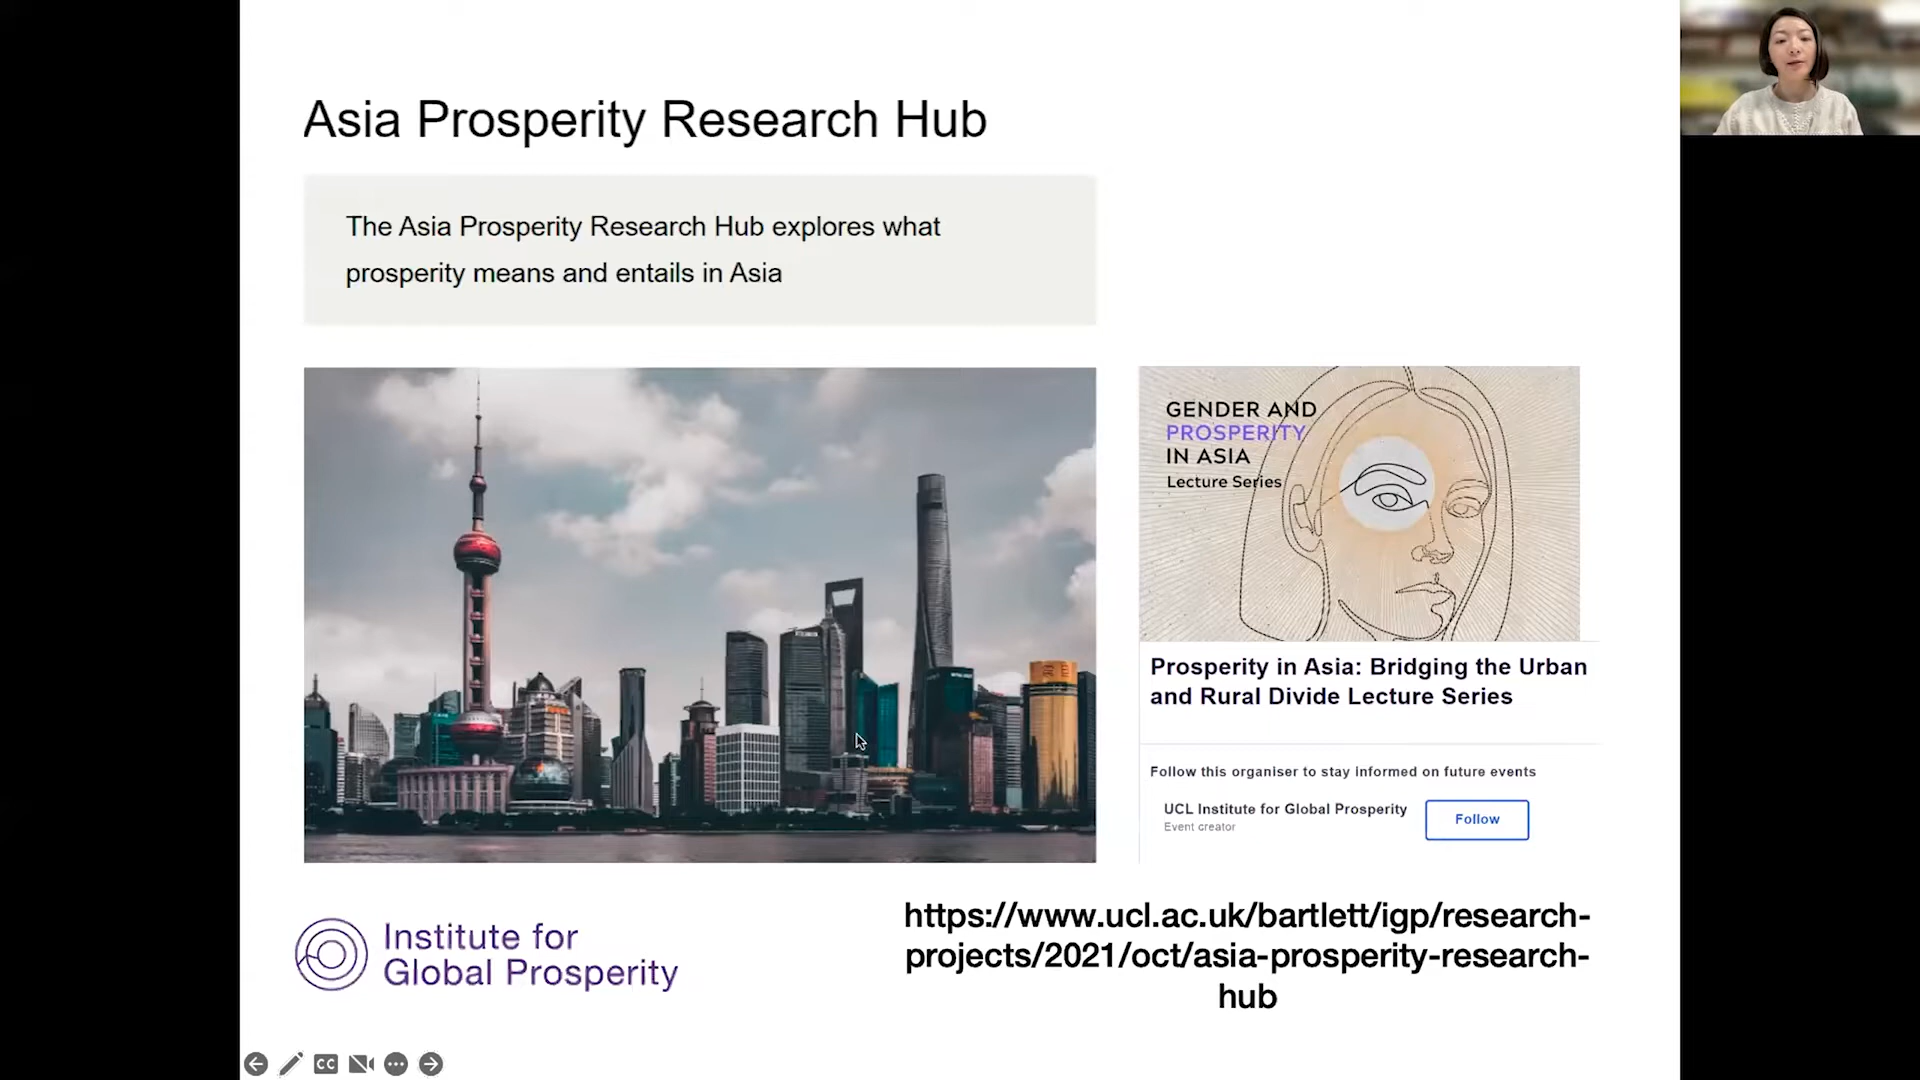 Asia Prosperity Research Hub
The Asia Prosperity Research Hub explores what
prosperity means and entails in Asia
GENDER AND
PROSPERITY
IN ASIA
Lecture Series
Prosperity in Asia: Bridging the Urban
and Rural Divide Lecture Series
Follow this organiser to stay informed on future events
UCL Institute for Global Prosperity
Event creator
Follow
Institute for
Global Prosperity
https://www.ucl.ac.uk/bartlett/igp/research-
projects/2021/oct/asia-prosperity-research-
hub
CC